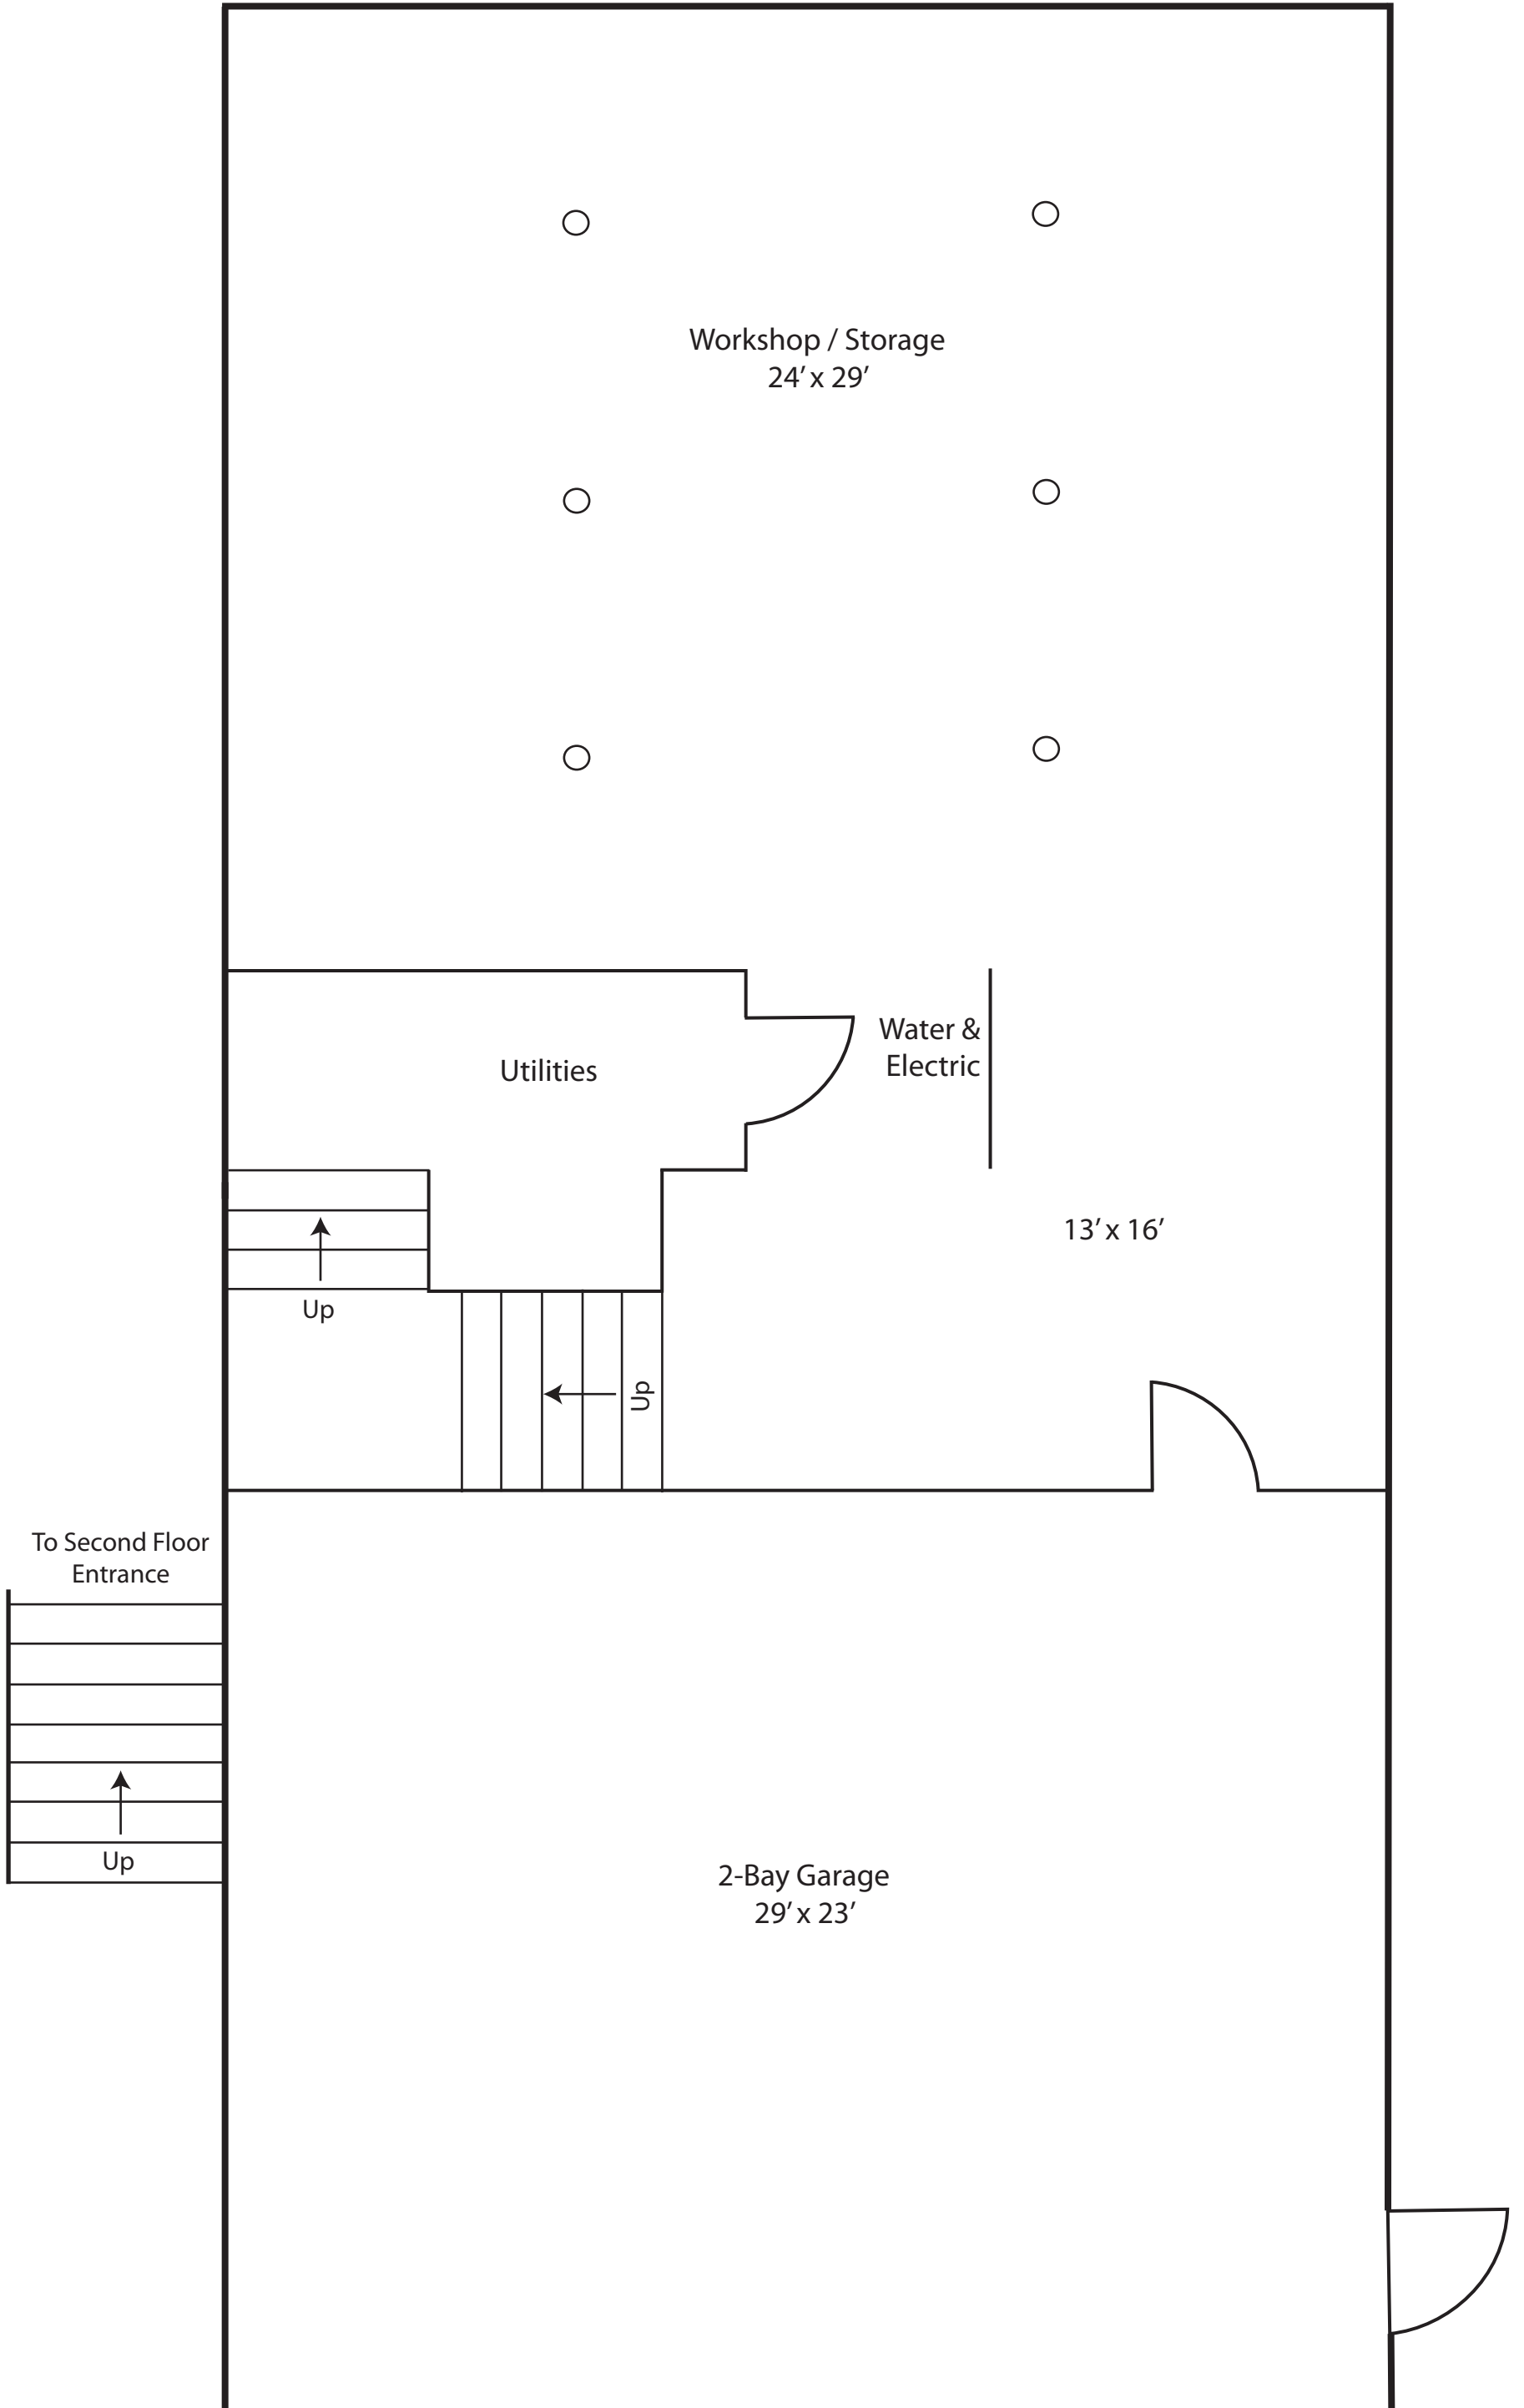 Workshop / Storage
24’ x 29’
Water &
Electric
Utilities
13’ x 16’
Up
Up
To Second Floor
Entrance
Up
2-Bay Garage
29’ x 23’